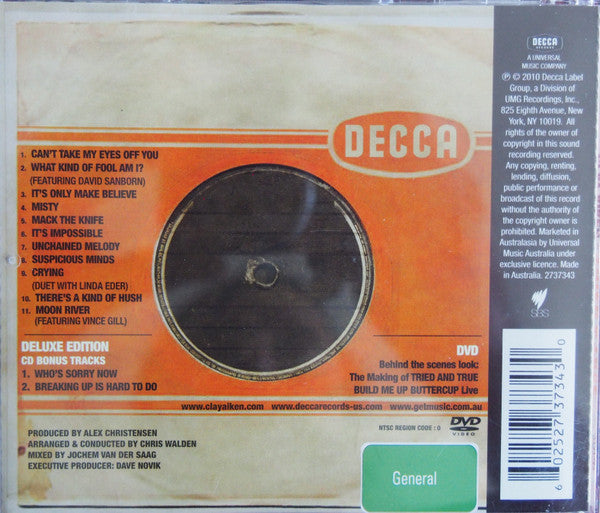 DECCA
1. CAN'T TAKE MY EYES OFF YOU
2. WHAT KIND OF FOOL AM I?
(FEATURING DAVID SANBORN)
3. IT'S ONLY MAKE BELIEVE
4. MISTY
5. MACK THE KNIFE
6. IT'S IMPOSSIBLE
7. UNCHAINED MELODY
8. SUSPICIOUS MINDS
9. CRYING
(DUET WITH LINDA EDER)
10. THERE'S A KIND OF HUSH
11. MOON RIVER
(FEATURING VINCE GILL)
DELUXE EDITION
CD BONUS TRACKS
1. WHO'S SORRY NOW
2. BREAKING UP IS HARD TO DO
DVD
Behind the scenes look:
The Making of TRIED AND TRUE
BUILD ME UP BUTTERCUP Live
www.clayaiken.com www.deccarecords-us.com www.getmusic.com.au
PRODUCED BY ALEX CHRISTENSEN
ARRANGED & CONDUCTED BY CHRIS WALDEN
MIXED BY JOCHEM VAN DER SAAG
EXECUTIVE PRODUCER: DAVE NOVIK
NTSC REGION CODE : 0
DVD
VIDEO
General
DECCA
RECORDS
A UNIVERSAL
MUSIC COMPANY
℗ © 2010 Decca Label
Group, a Division of
UMG Recordings, Inc.,
825 Eighth Avenue, New
York, NY 10019. All
rights of the owner of
copyright in this sound
recording reserved.
Any copying, renting,
lending, diffusion,
public performance or
broadcast of this record
without the authority of
the copyright owner is
prohibited. Marketed in
Australasia by Universal
Music Australia under
exclusive licence. Made
in Australia. 2737343
SBS
6 02527 37343 0